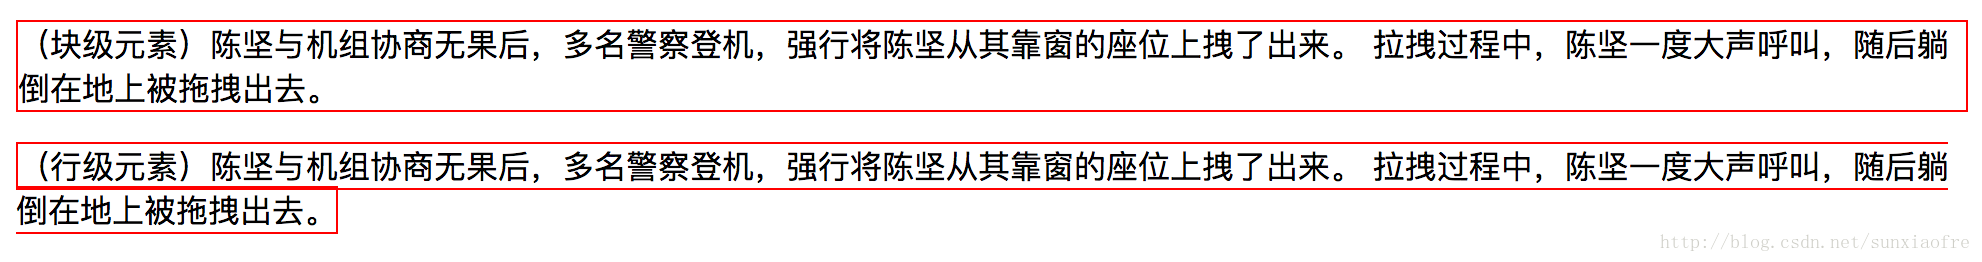 （块级元素）陈坚与机组协商无果后，多名警察登机，强行将陈坚从其靠窗的座位上拽了出来。 拉拽过程中，陈坚一度大声呼叫，随后躺
倒在地上被拖拽出去。
（行级元素）陈坚与机组协商无果后，多名警察登机，强行将陈坚从其靠窗的座位上拽了出来。 拉拽过程中，陈坚一度大声呼叫，随后躺
倒在地上被拖拽出去。
http://blog.csdn.net/sunxiaofre